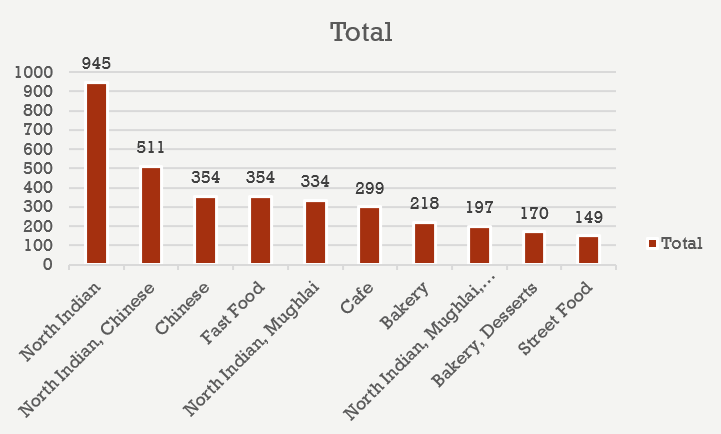 Total
945
511
354
354
334
299
218
197
170
149
1000
900
800
700
600
500
400
300
200
100
0
North Indian
North Indian, Chinese
Chinese
Fast Food
North Indian, Mughlai
Cafe
Bakery
North Indian, Mughlai,...
Bakery, Desserts
Street Food
Total